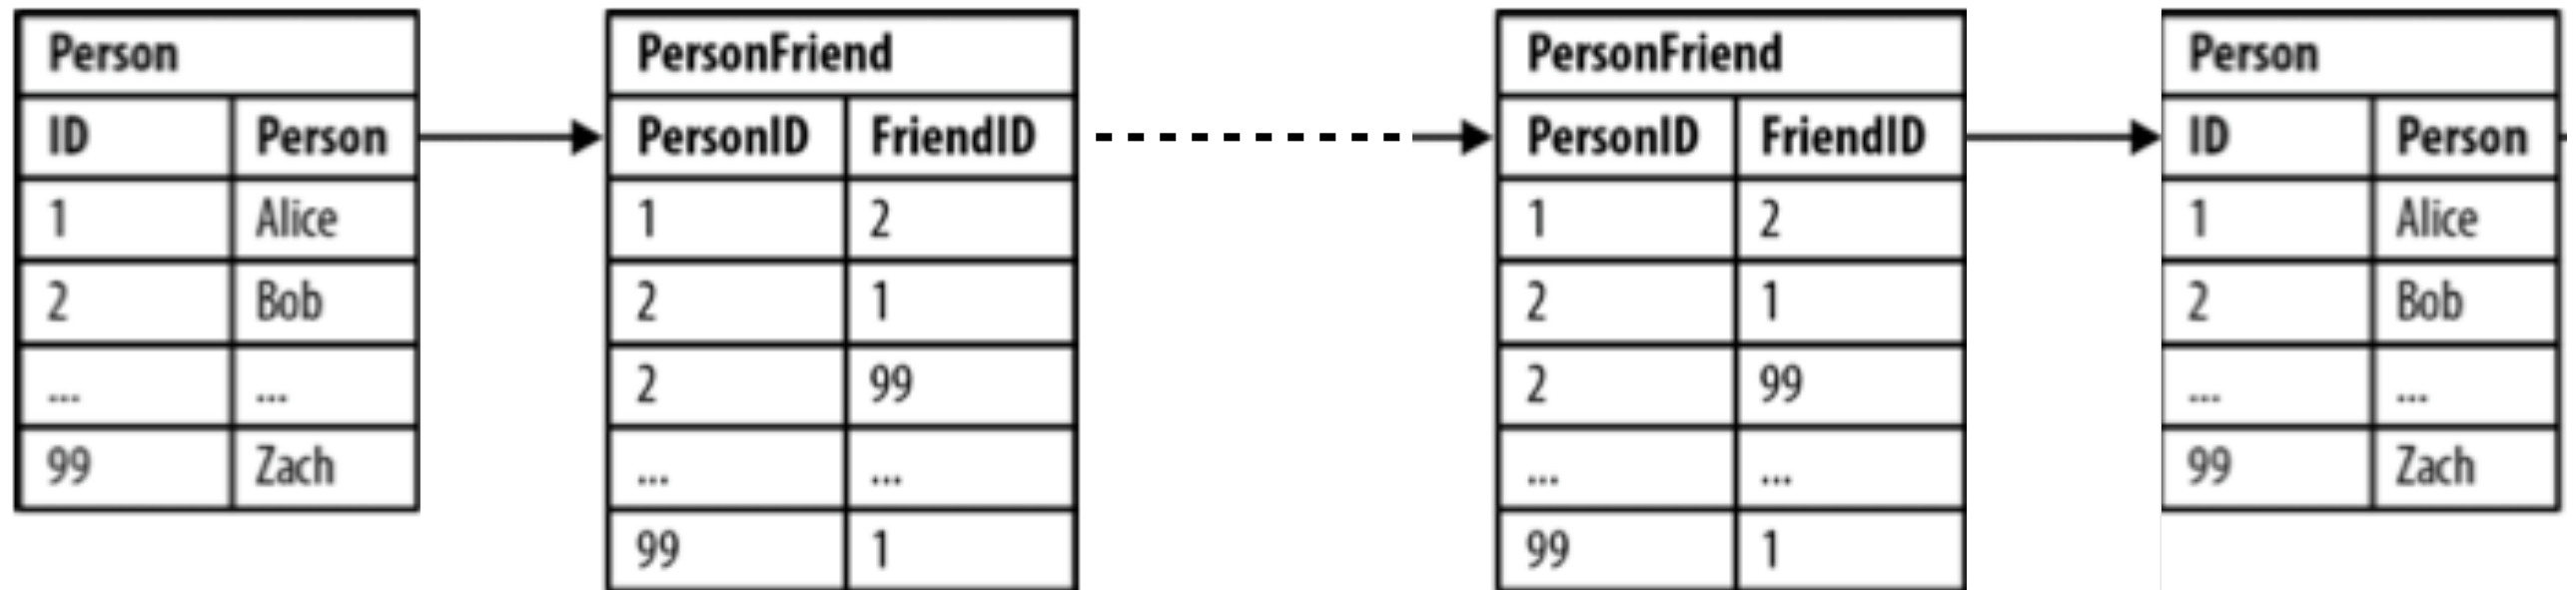 Person
ID Person
1 Alice
2 Bob
... ...
99 Zach
PersonFriend
PersonID FriendID
1 2
2 1
2 99
... ...
99 1
PersonFriend
PersonID FriendID
1 2
2 1
2 99
... ...
99 1
Person
ID Person
1 Alice
2 Bob
... ...
99 Zach